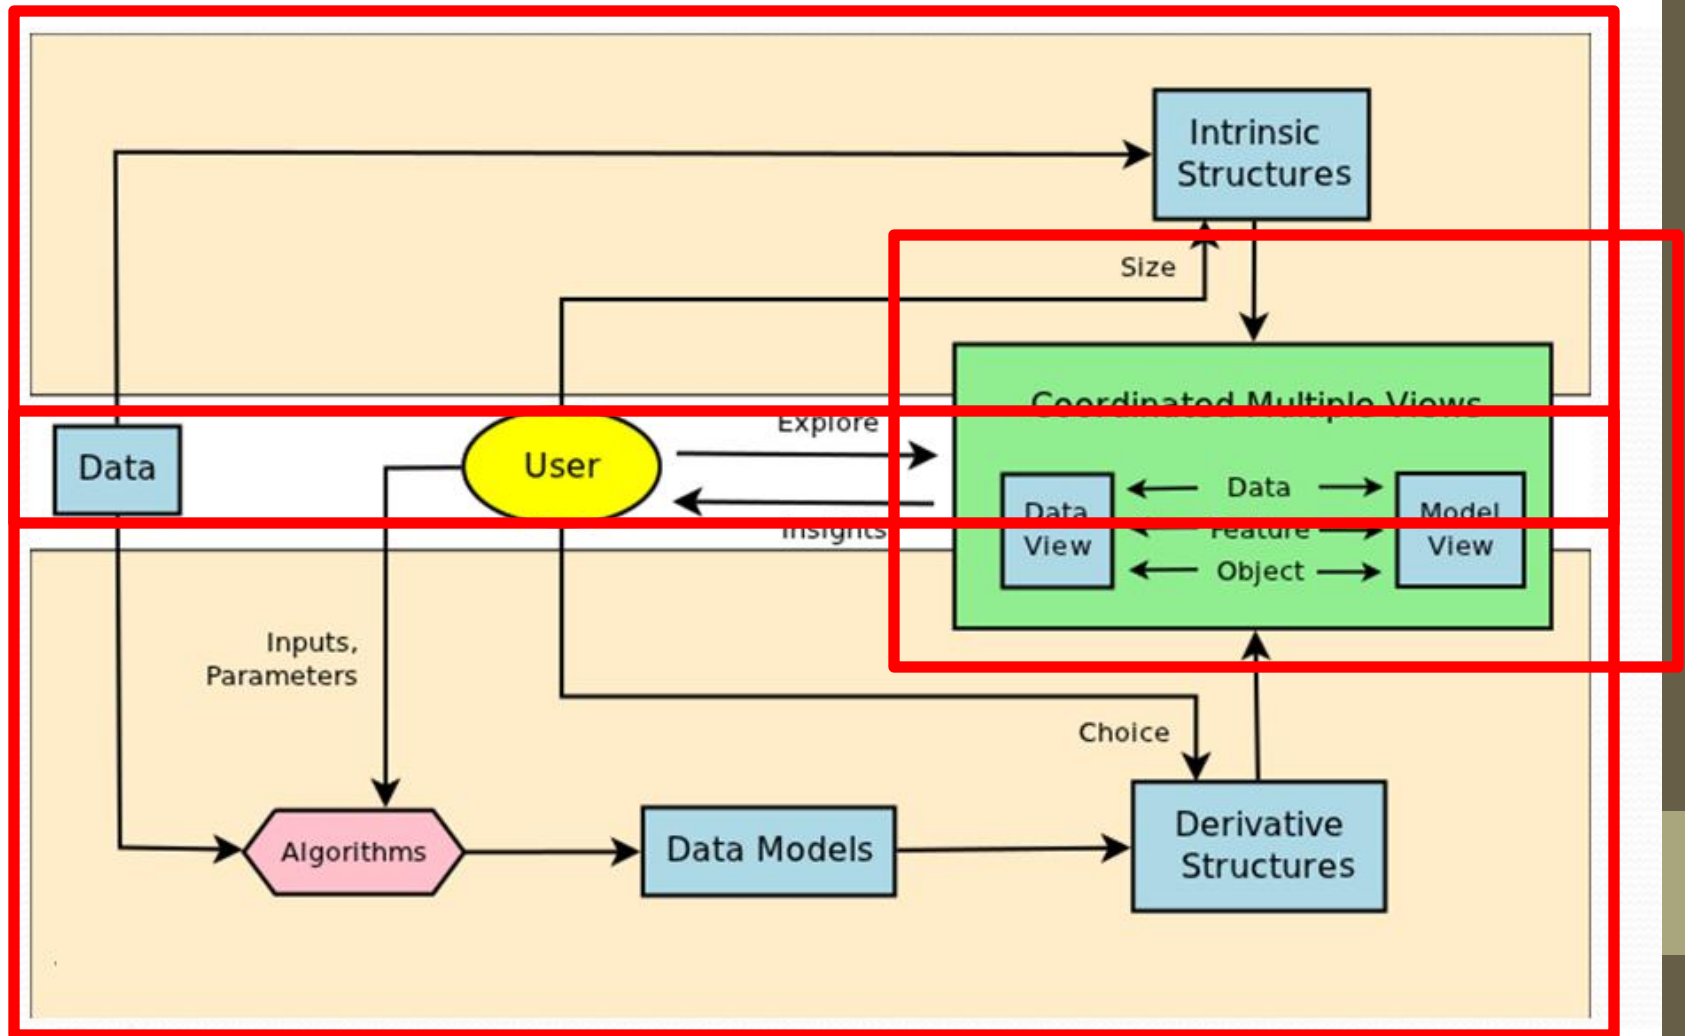 Intrinsic
Structures
Size
Coordinated Multiple Views
Explore
Data
User
Data
Data
View
Model
View
Feature
Insights
Object
Inputs,
Parameters
Choice
Algorithms
Data Models
Derivative
Structures